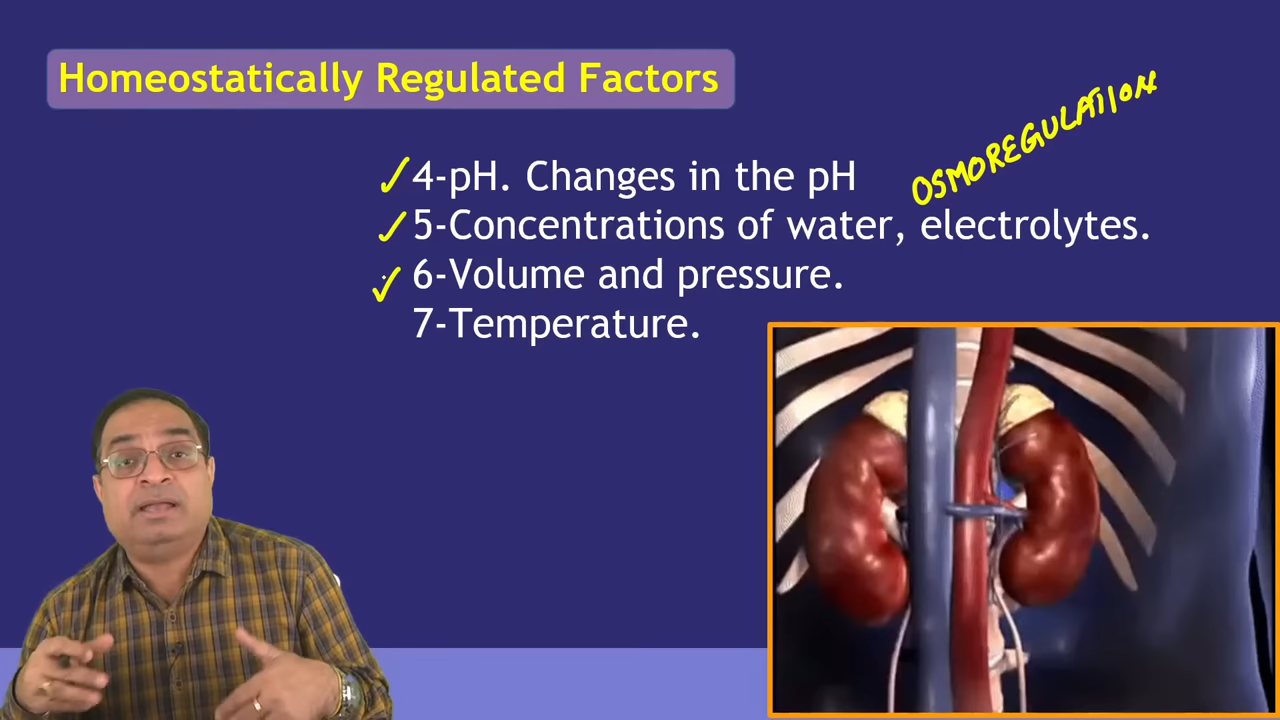 Homeostatically Regulated Factors
OSMOREGULATION
4-pH. Changes in the pH
5-Concentrations of water, electrolytes.
6-Volume and pressure.
7-Temperature.